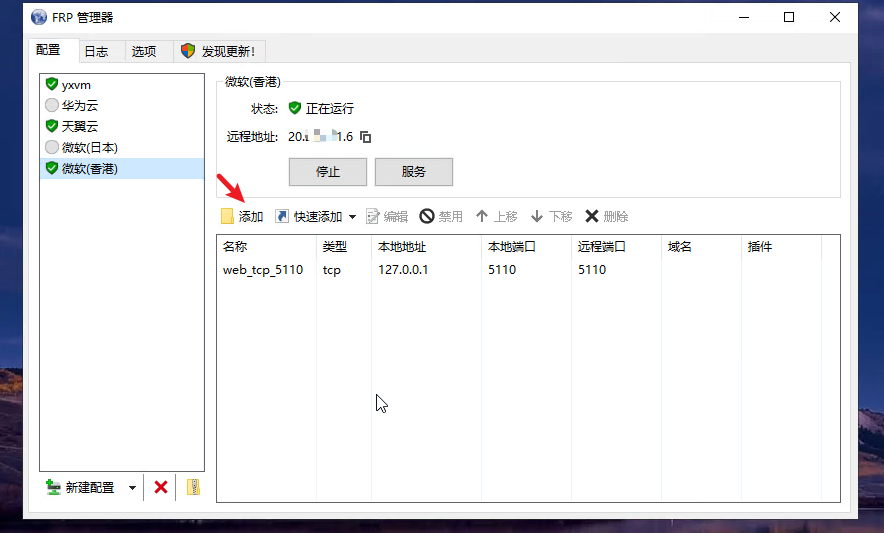 FRP 管理器
配置 日志 选项 发现更新!
yxvm
华为云
天翼云
微软(日本)
微软(香港)
微软(香港)
状态: 正在运行
远程地址: 20. 1.6
停止 服务
添加 快速添加 编辑 禁用 上移 下移 删除
名称 类型 本地地址 本地端口 远程端口 域名 插件
web_tcp_5110 tcp 127.0.0.1 5110 5110
新建配置